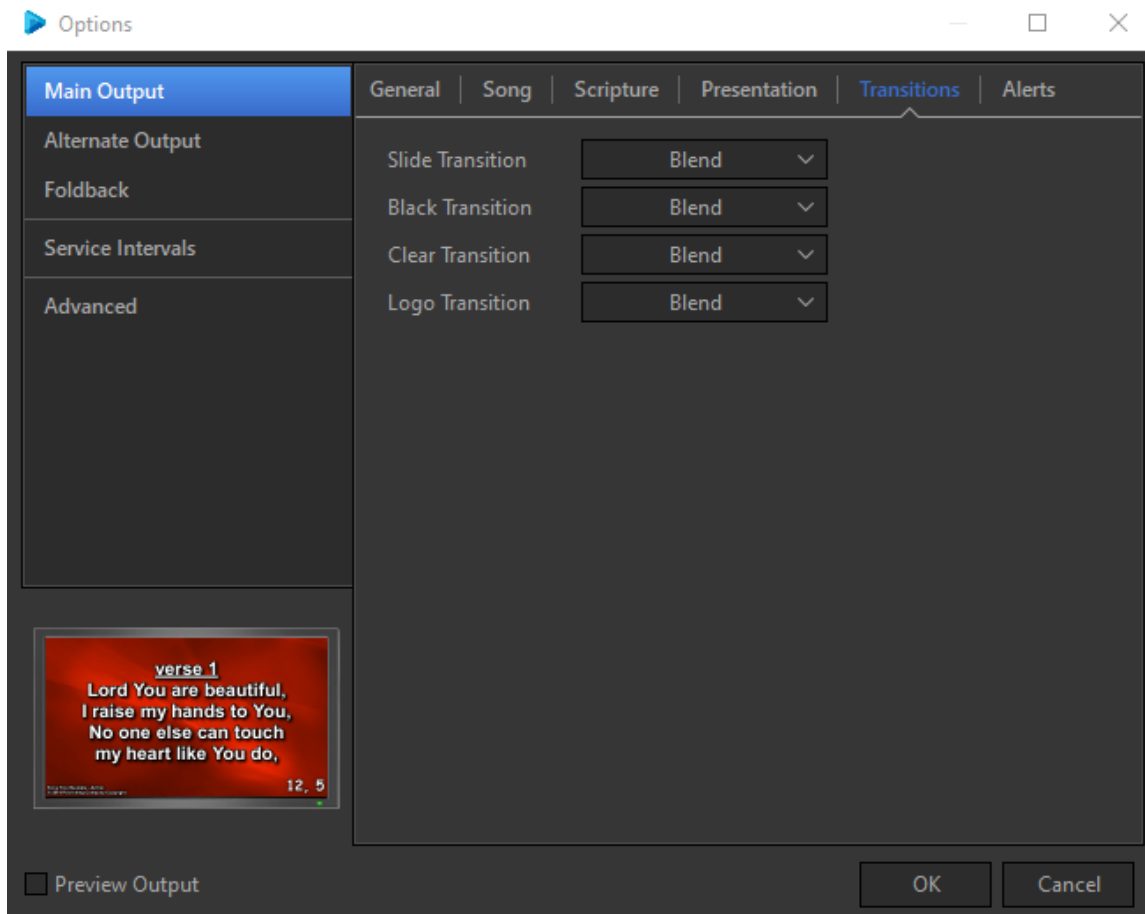 Options
Main Output
Alternate Output
Foldback
Service Intervals
Advanced
General
Song
Scripture
Presentation
Transitions
Alerts
Slide Transition
Blend
Black Transition
Blend
Clear Transition
Blend
Logo Transition
Blend
verse 1
Lord You are beautiful,
I raise my hands to You,
No one else can touch
my heart like You do,
12, 5
Preview Output
OK
Cancel